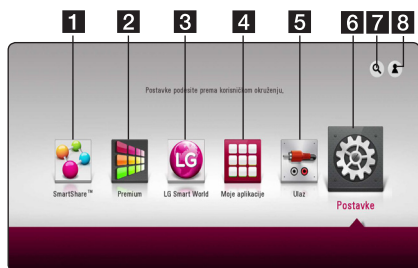 1 2 3 4 5 6 7 8
Postavke podesite prema korisničkom okruženju,
LG
SmartShare™ Premium LG Smart World Moje aplikacije Ulaz
Postavke